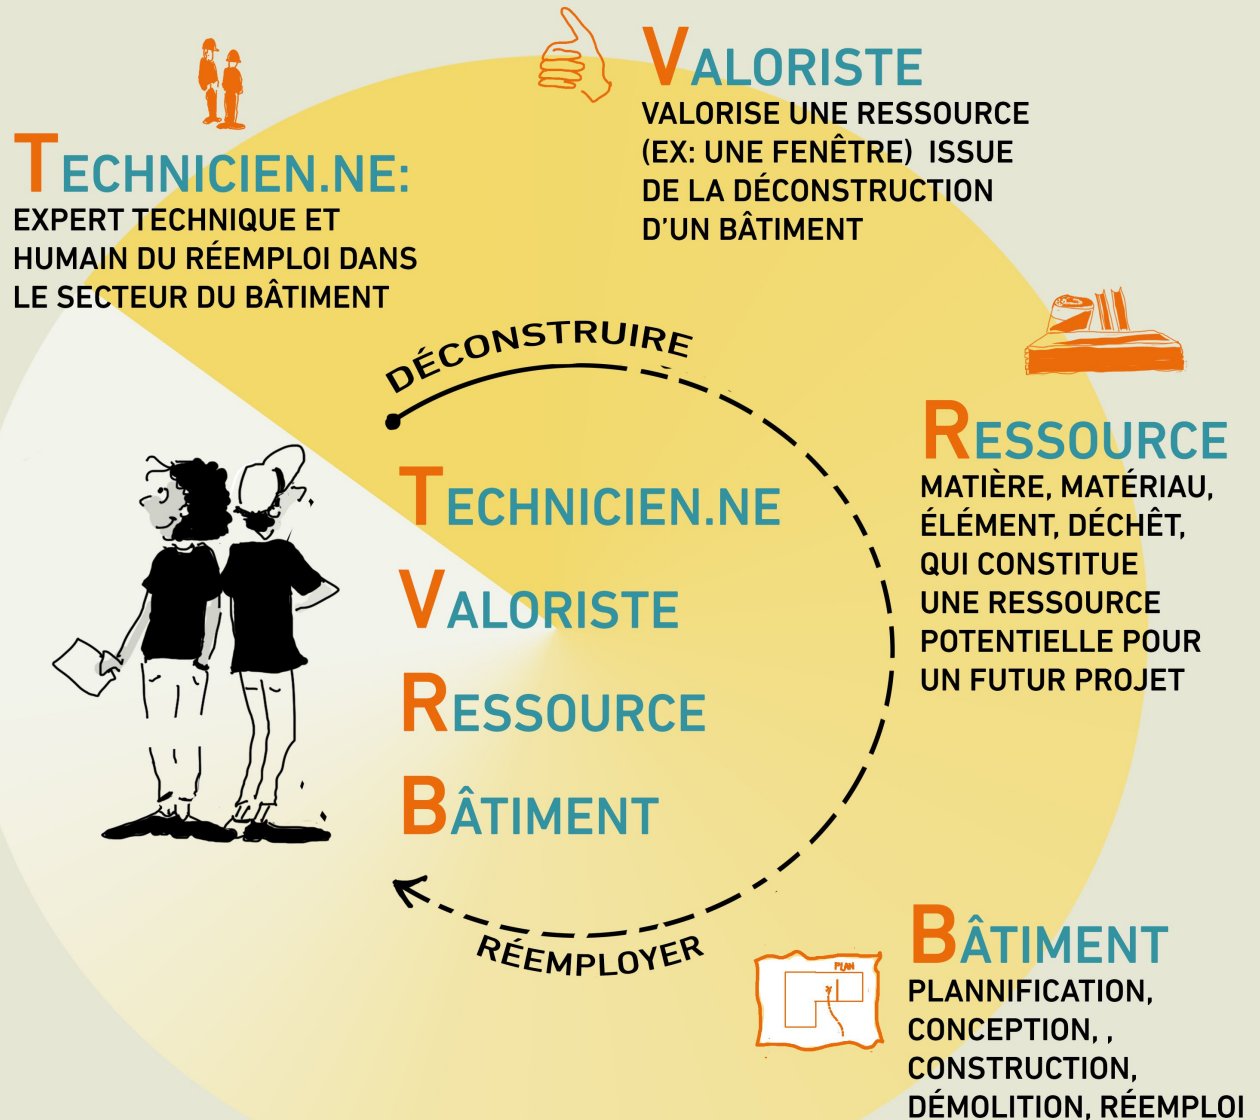 VALORISTE
VALORISE UNE RESSOURCE
(EX: UNE FENÊTRE) ISSUE
DE LA DÉCONSTRUCTION
D'UN BÂTIMENT
TECHNICIEN.NE:
EXPERT TECHNIQUE ET
HUMAIN DU RÉEMPLOI DANS
LE SECTEUR DU BÂTIMENT
DÉCONSTRUIRE
TECHNICIEN.NE
VALORISTE
RESSOURCE
BÂTIMENT
RÉEMPLOYER
RESSOURCE
MATIÈRE, MATÉRIAU,
ÉLÉMENT, DÉCHÊT,
QUI CONSTITUE
UNE RESSOURCE
POTENTIELLE POUR
UN FUTUR PROJET
PLAN
BÂTIMENT
PLANNIFICATION,
CONCEPTION, ,
CONSTRUCTION,
DÉMOLITION, RÉEMPLOI